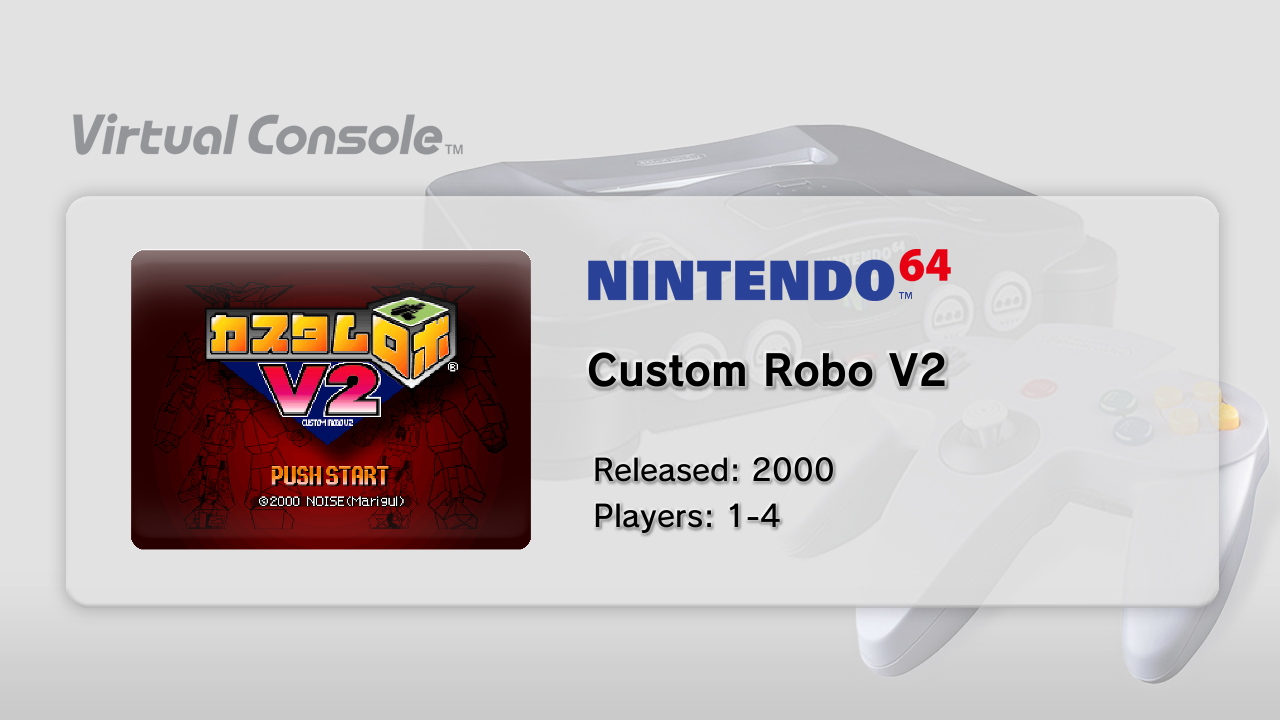 Virtual Console™
NINTENDO64™
Custom Robo V2
カスタムロボ®
V2
CUSTOM ROBO V2
PUSH START
©2000 NOISE(Marigul)
Released: 2000
Players: 1-4